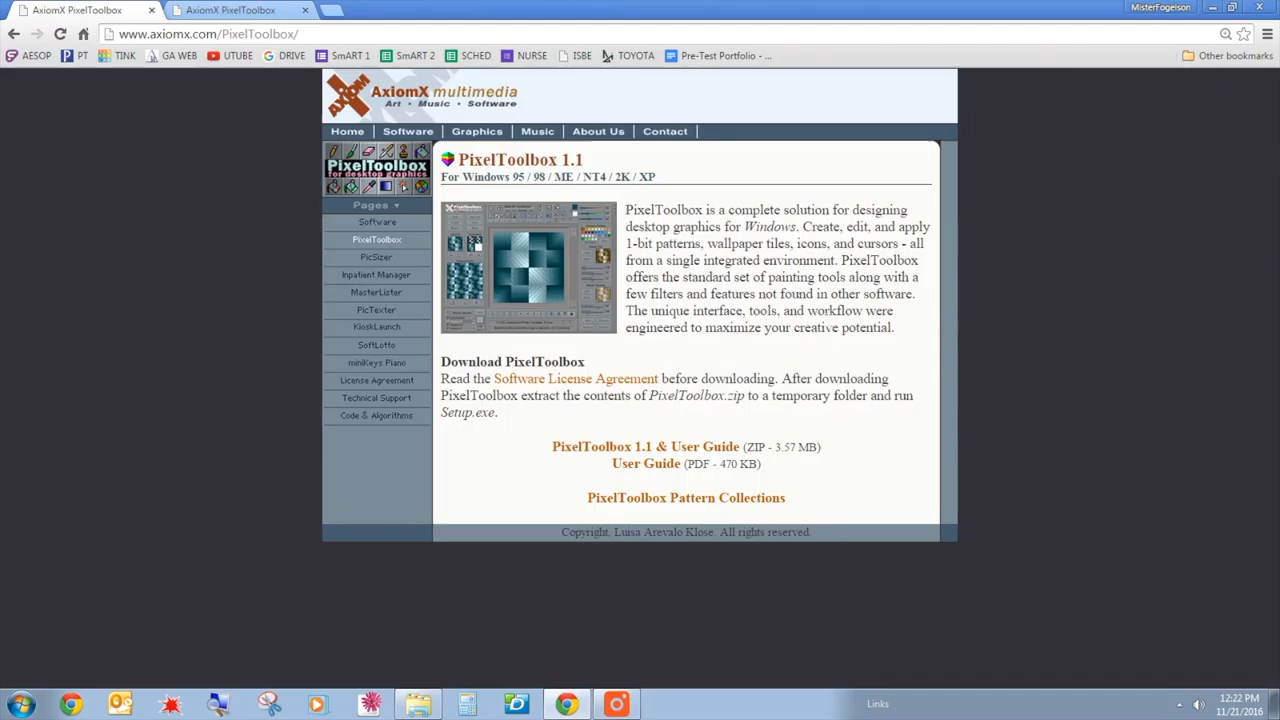 AxiomX PixelToolbox
AxiomX PixelToolbox
MisterFogelson
www.axiomx.com/PixelToolbox/
AESOP PT TINK GA WEB UTUBE DRIVE SmART 1 SmART 2 SCHED NURSE ISBE TOYOTA Pre-Test Portfolio - ... Other bookmarks
AxiomX multimedia
Art • Music • Software
Home Software Graphics Music About Us Contact
PixelToolbox
for desktop graphics
Pages
Software
PixelToolbox
PicSizer
Inpatient Manager
MasterLister
PicTexter
KioskLaunch
SoftLotto
miniKeys Piano
License Agreement
Technical Support
Code & Algorithms
PixelToolbox 1.1
For Windows 95 / 98 / ME / NT4 / 2K / XP
PixelToolbox is a complete solution for designing
desktop graphics for Windows. Create, edit, and apply
1-bit patterns, wallpaper tiles, icons, and cursors - all
from a single integrated environment. PixelToolbox
offers the standard set of painting tools along with a
few filters and features not found in other software.
The unique interface, tools, and workflow were
engineered to maximize your creative potential.
Download PixelToolbox
Read the Software License Agreement before downloading. After downloading
PixelToolbox extract the contents of PixelToolbox.zip to a temporary folder and run
Setup.exe.
PixelToolbox 1.1 & User Guide (ZIP - 3.57 MB)
User Guide (PDF - 470 KB)
PixelToolbox Pattern Collections
Copyright, Luisa Arevalo Klose. All rights reserved.
Links
12:22 PM
11/21/2016